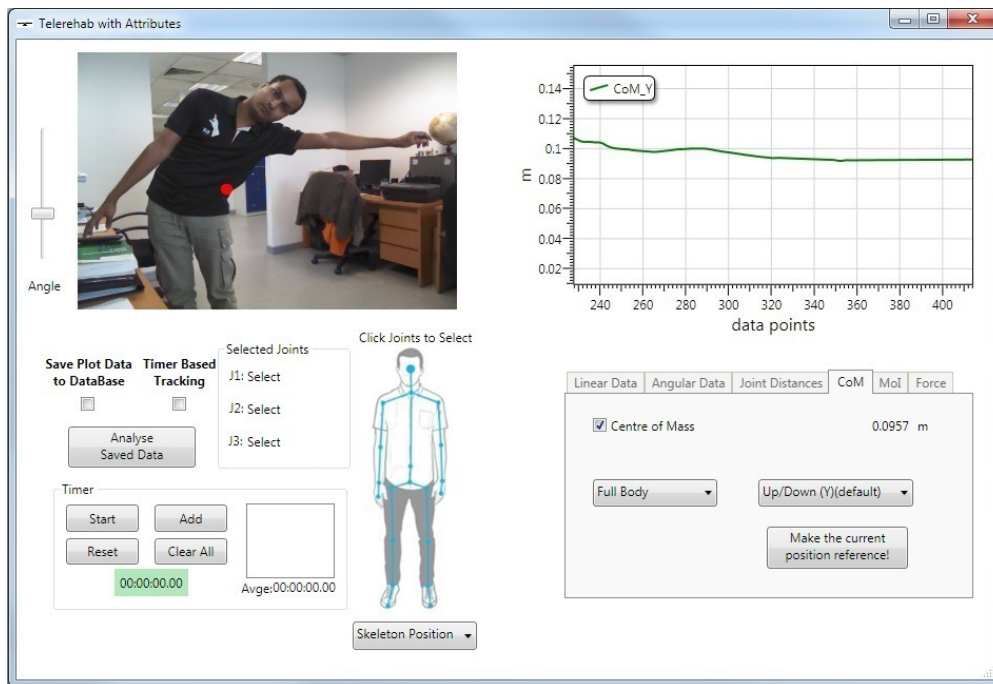 Telerehab with Attributes
Angle
0.14
0.12
0.1
0.08
0.06
0.04
0.02
m
CoM_Y
240 260 280 300 320 340 360 380 400
data points
Save Plot Data
to DataBase
Timer Based
Tracking
Analyse
Saved Data
Selected Joints
J1: Select
J2: Select
J3: Select
Click Joints to Select
Timer
Start
Add
Reset
Clear All
00:00:00.00
Avge:00:00:00.00
Skeleton Position
Linear Data Angular Data Joint Distances CoM MoI Force
Centre of Mass 0.0957 m
Full Body
Up/Down (Y)(default)
Make the current
position reference!